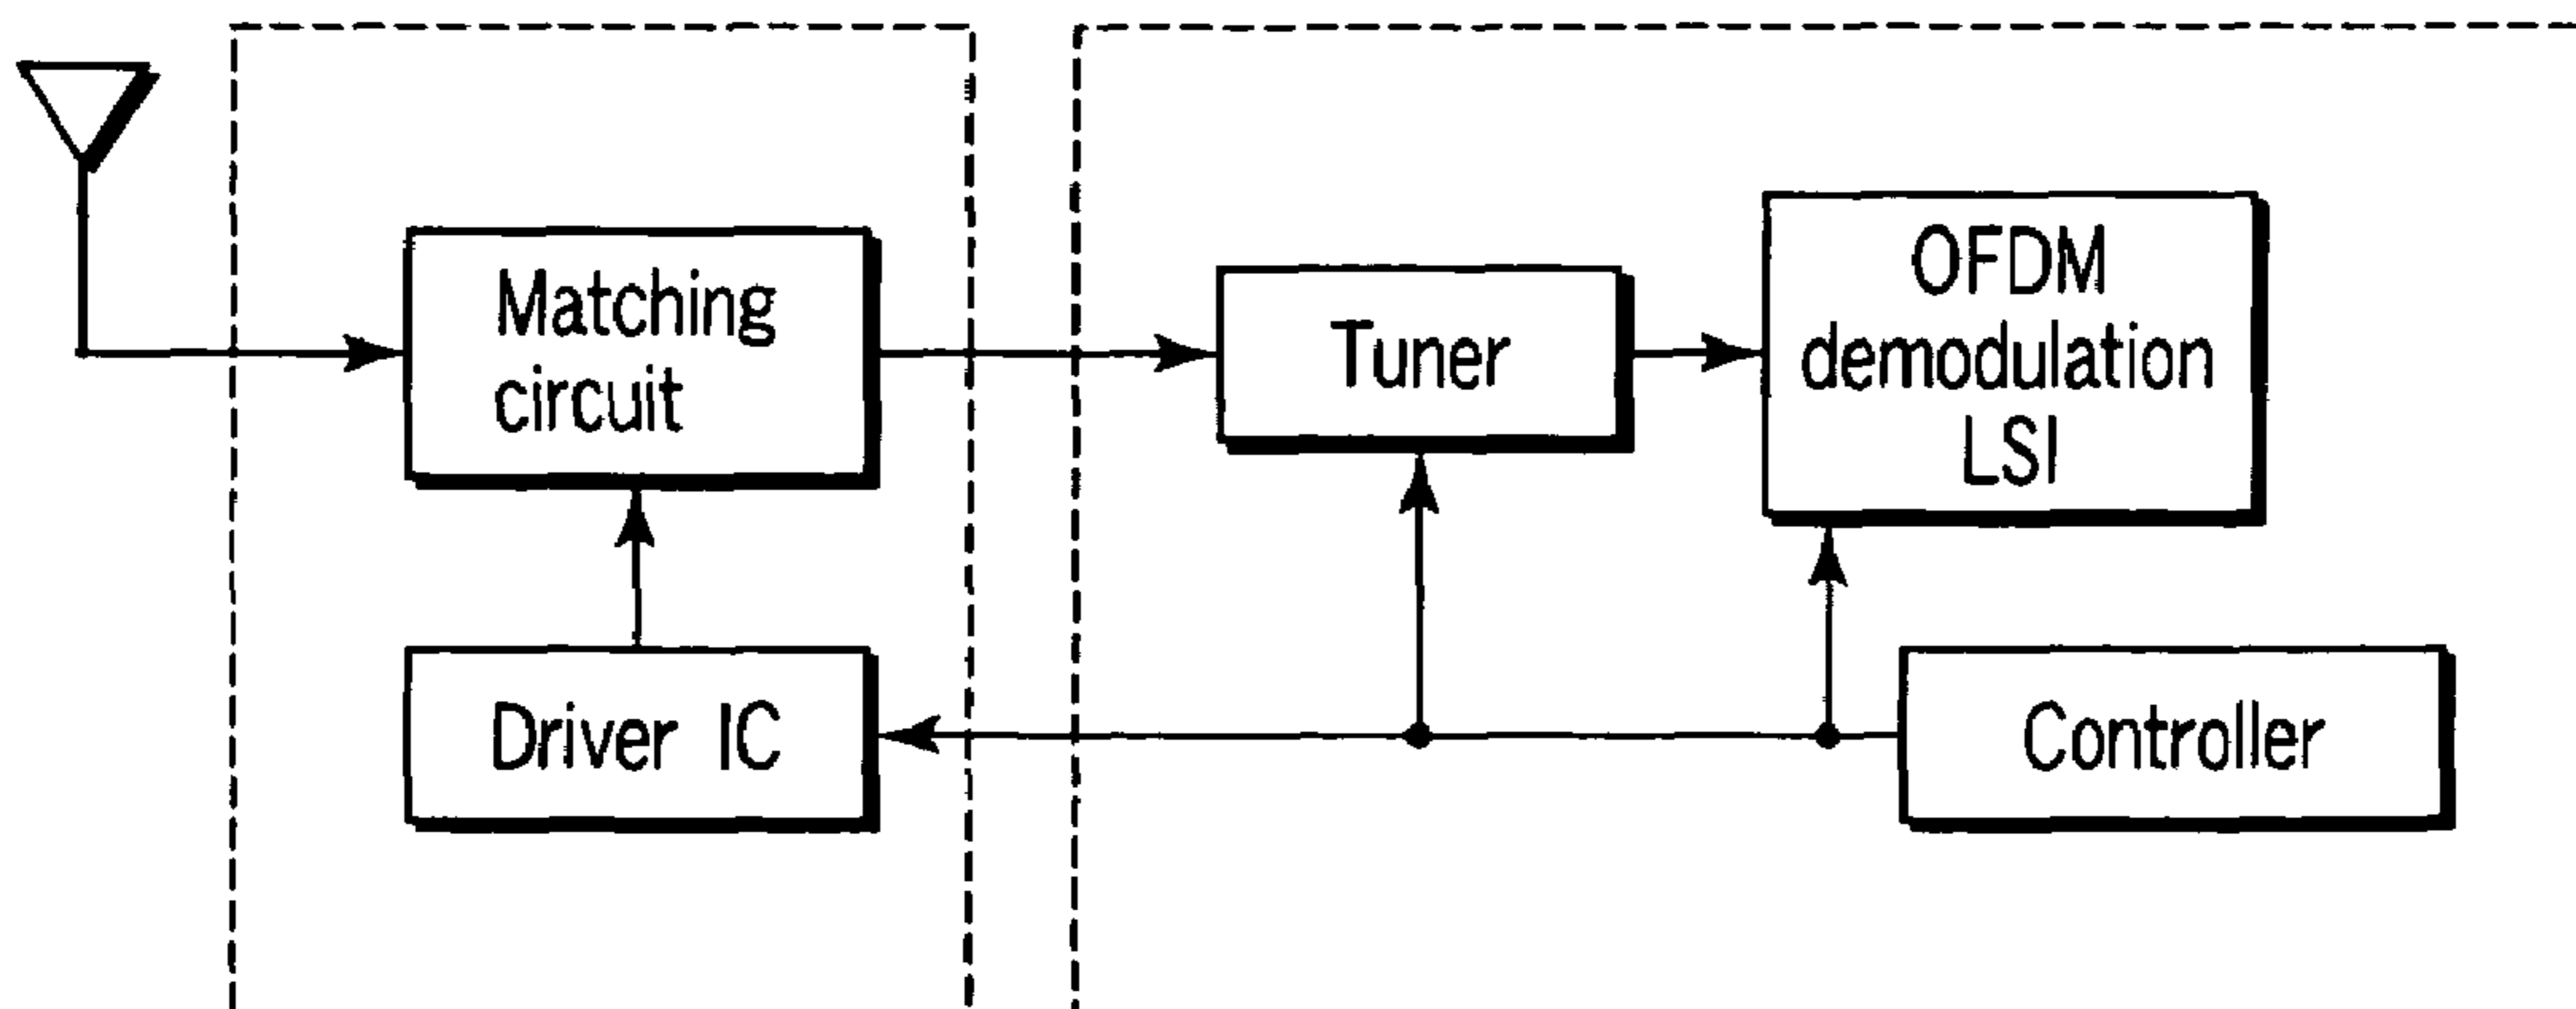 Matching
circuit
Tuner
OFDM
demodulation
LSI
Driver IC
Controller